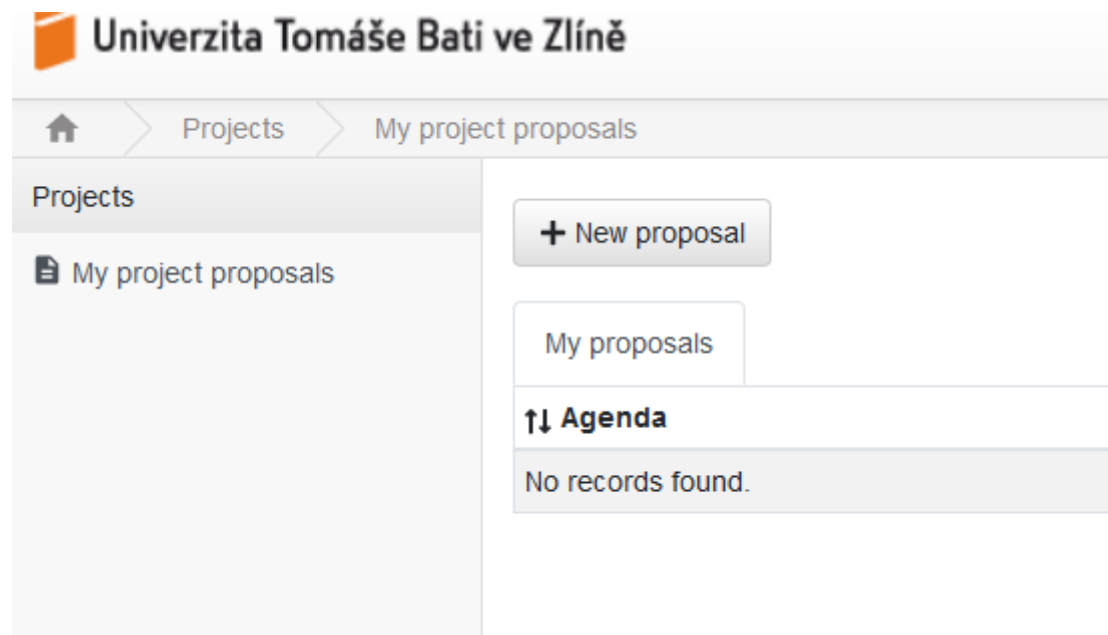 Univerzita Tomáše Bati ve Zlíně
Projects My project proposals
Projects
My project proposals
New proposal
My proposals
Agenda
No records found.